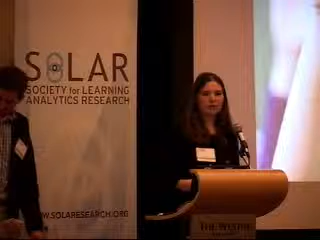 SOLAR
SOCIETY for LEARNING
ANALYTICS RESEARCH
WWW.SOLARESEARCH.ORG
THE WESTIN